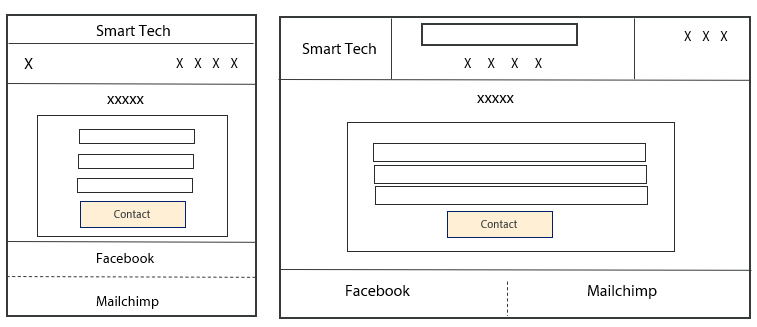 Smart Tech
X X X X X
xxxxx
Contact
Facebook
Mailchimp
Smart Tech
X X X
X X X X
xxxxx
Contact
Facebook Mailchimp